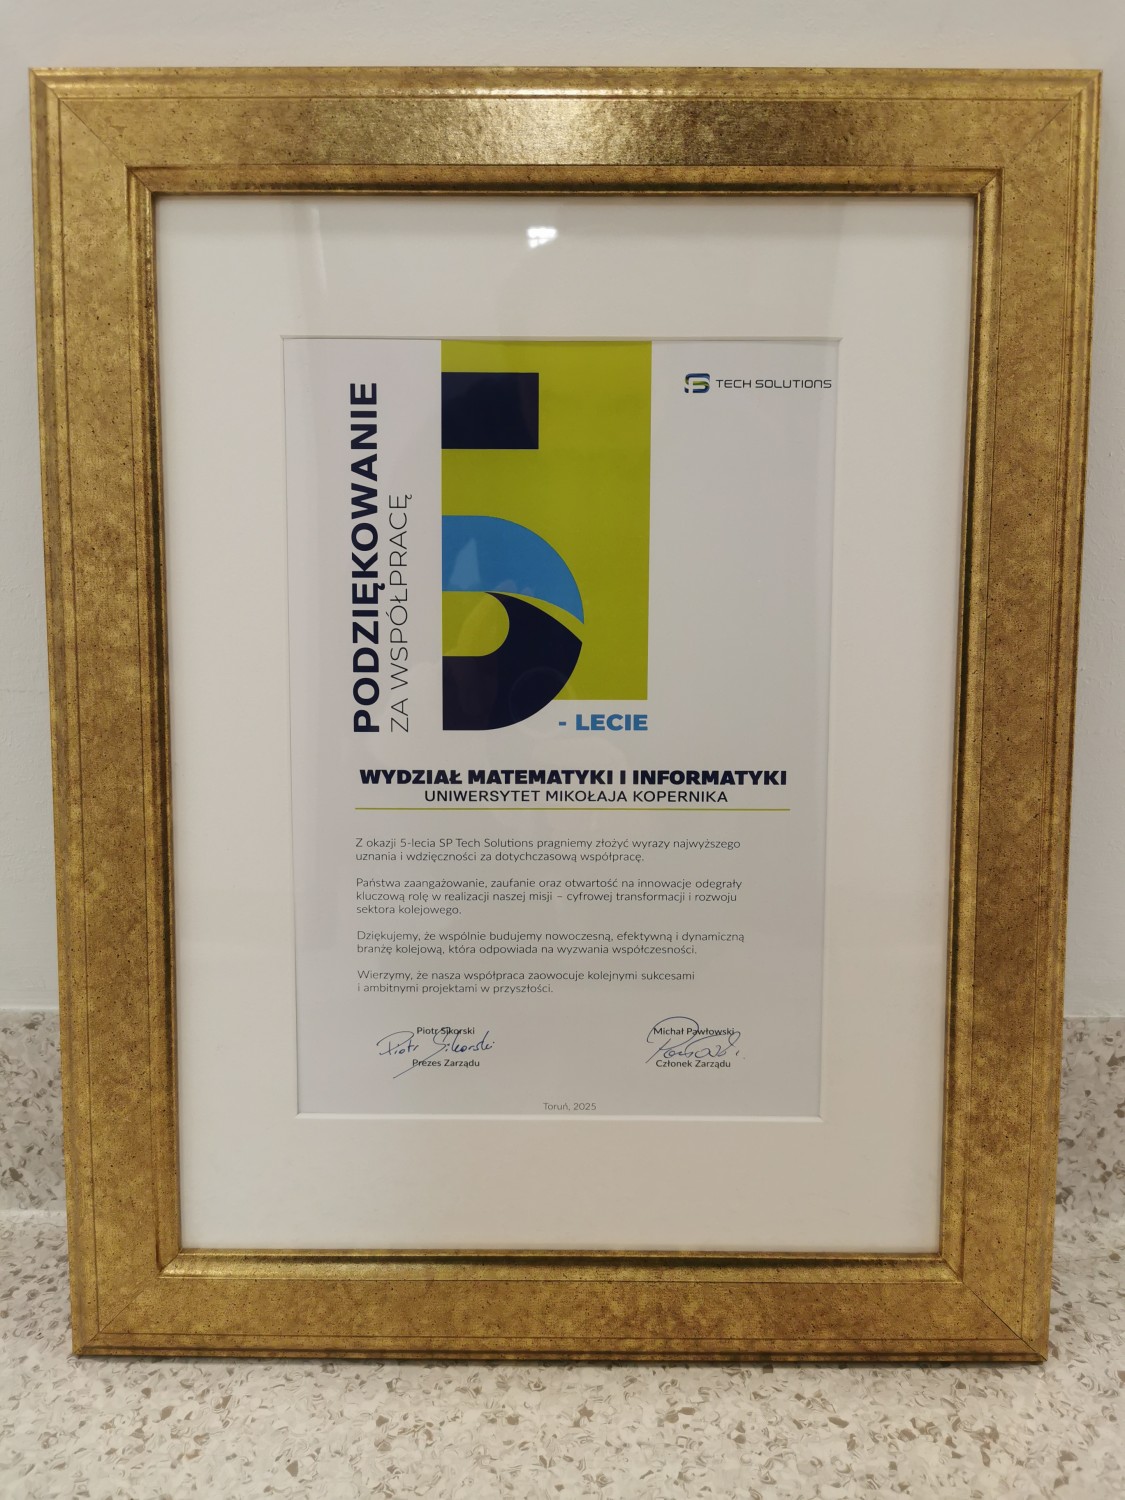 PODZIĘKOWANIE
ZA WSPÓŁPRACĘ
TECH SOLUTIONS
5
- LECIE
WYDZIAŁ MATEMATYKI I INFORMATYKI
UNIWERSYTET MIKOŁAJA KOPERNIKA
Z okazji 5-lecia SP Tech Solutions pragniemy złożyć wyrazy najwyższego
uznania i wdzięczności za dotychczasową współpracę.
Państwa zaangażowanie, zaufanie oraz otwartość na innowacje odegrały
kluczową rolę w realizacji naszej misji – cyfrowej transformacji i rozwoju
sektora kolejowego.
Dziękujemy, że wspólnie budujemy nowoczesną, efektywną i dynamiczną
branżę kolejową, która odpowiada na wyzwania współczesności.
Wierzymy, że nasza współpraca zaowocuje kolejnymi sukcesami
i ambitnymi projektami w przyszłości.
Piotr Sikorski
Piotr Sikorski
Prezes Zarządu
Michał Pawłowski
Członek Zarządu
Toruń, 2025